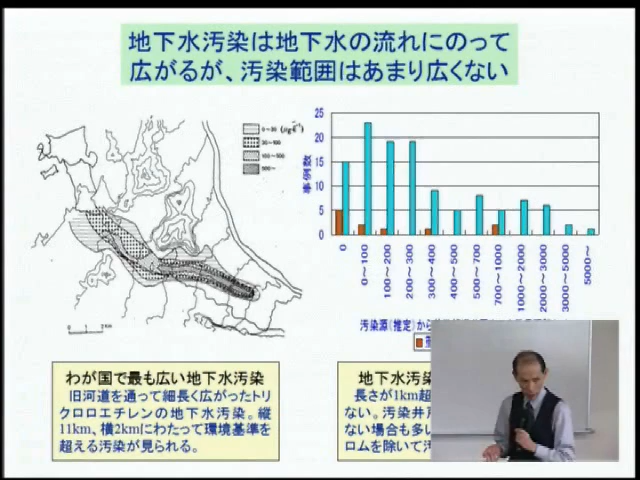 地下水汚染は地下水の流れにのって
広がるが、汚染範囲はあまり広くない
0～30 (μg・ℓ⁻¹)
30～100
100～500
500～
0 1 2km
25
20
15
10
5
0
事例数
0
0～100
100～200
200～300
300～400
400～500
500～700
700～1000
1000～2000
2000～3000
3000～5000
5000～
汚染源(推定)から
わが国で最も広い地下水汚染
旧河道を通って細長く広がったトリ
クロロエチレンの地下水汚染。縦
11km、横2kmにわたって環境基準を
超える汚染が見られる。
地下水汚
長さが1km超
ない。汚染井戸
ない場合も多い
ロムを除いて汚